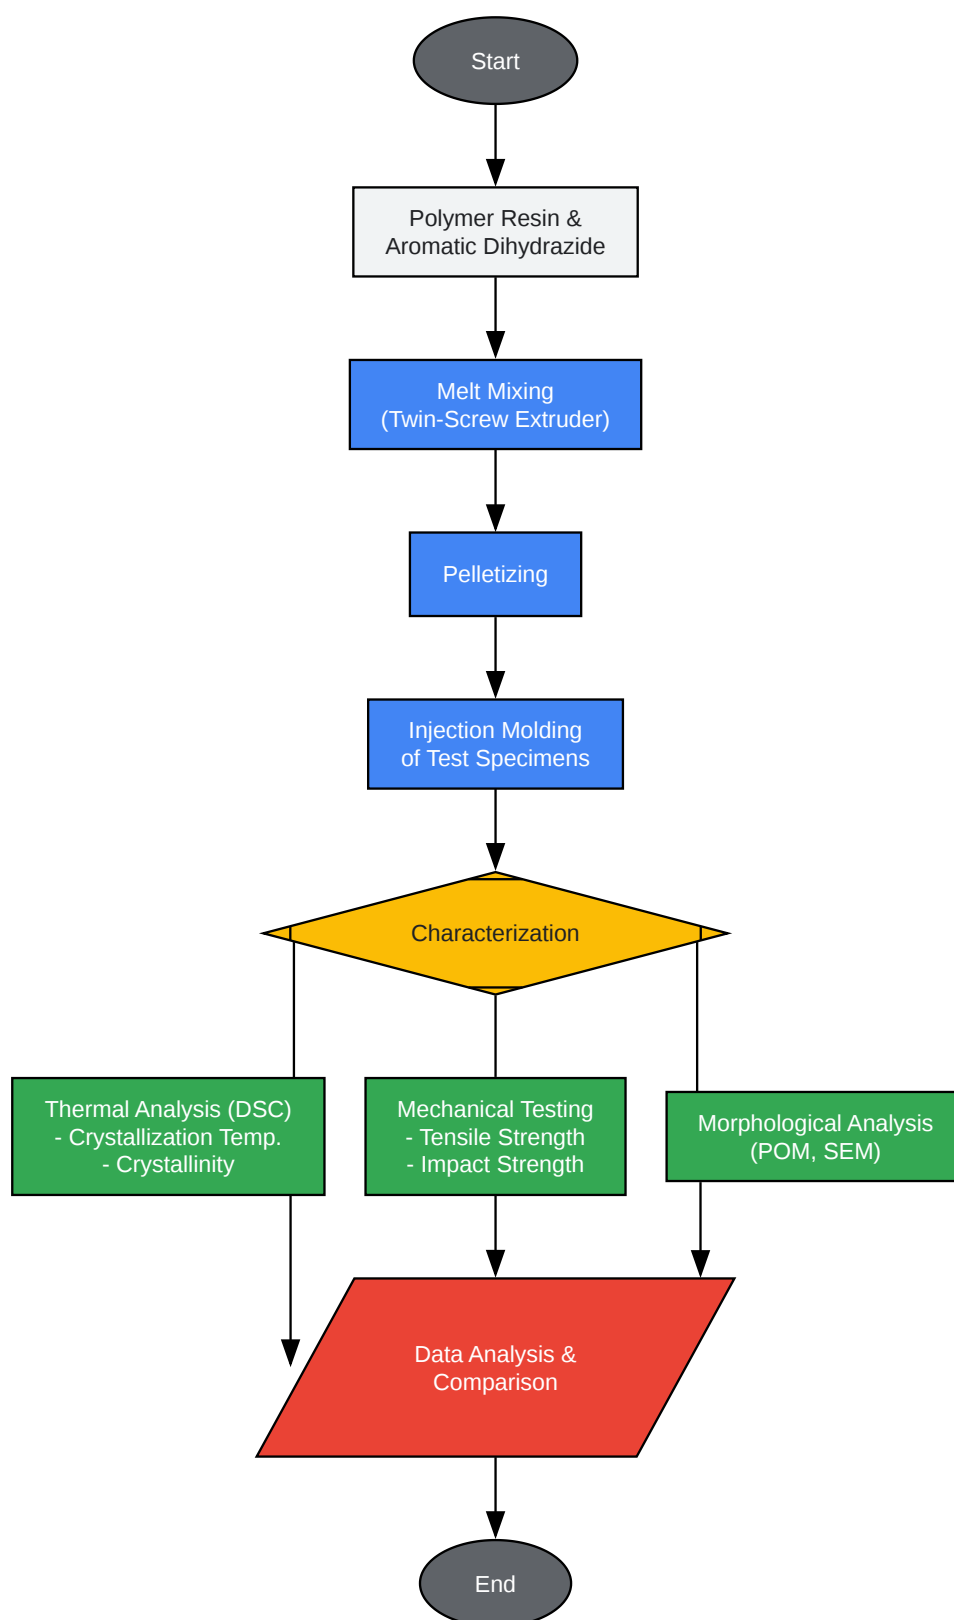 Start
Polymer Resin &
Aromatic Dihydrazide
Melt Mixing
(Twin-Screw Extruder)
Pelletizing
Injection Molding
of Test Specimens
Characterization
Thermal Analysis (DSC)
- Crystallization Temp.
- Crystallinity
Mechanical Testing
- Tensile Strength
- Impact Strength
Morphological Analysis
(POM, SEM)
Data Analysis &
Comparison
End